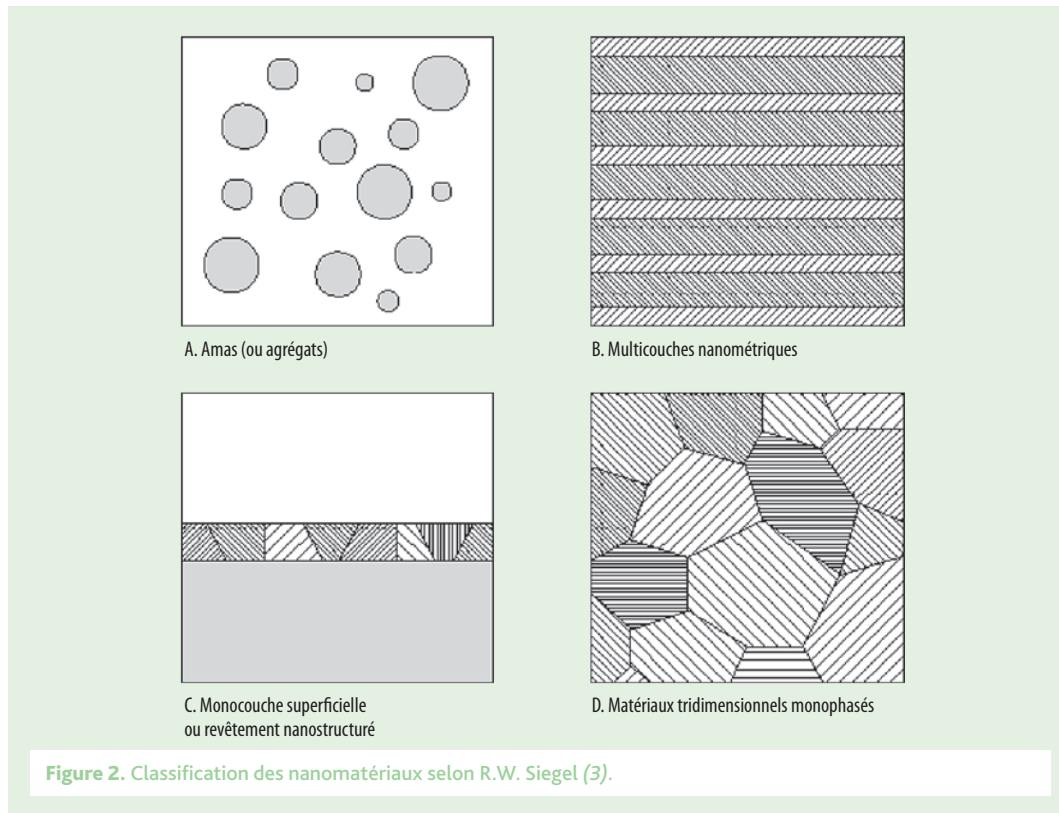 A. Amas (ou agrégats)
B. Multicouches nanométriques
C. Monocouche superficielle
ou revêtement nanostructuré
D. Matériaux tridimensionnels monophasés
Figure 2. Classification des nanomatériaux selon R.W. Siegel (3).